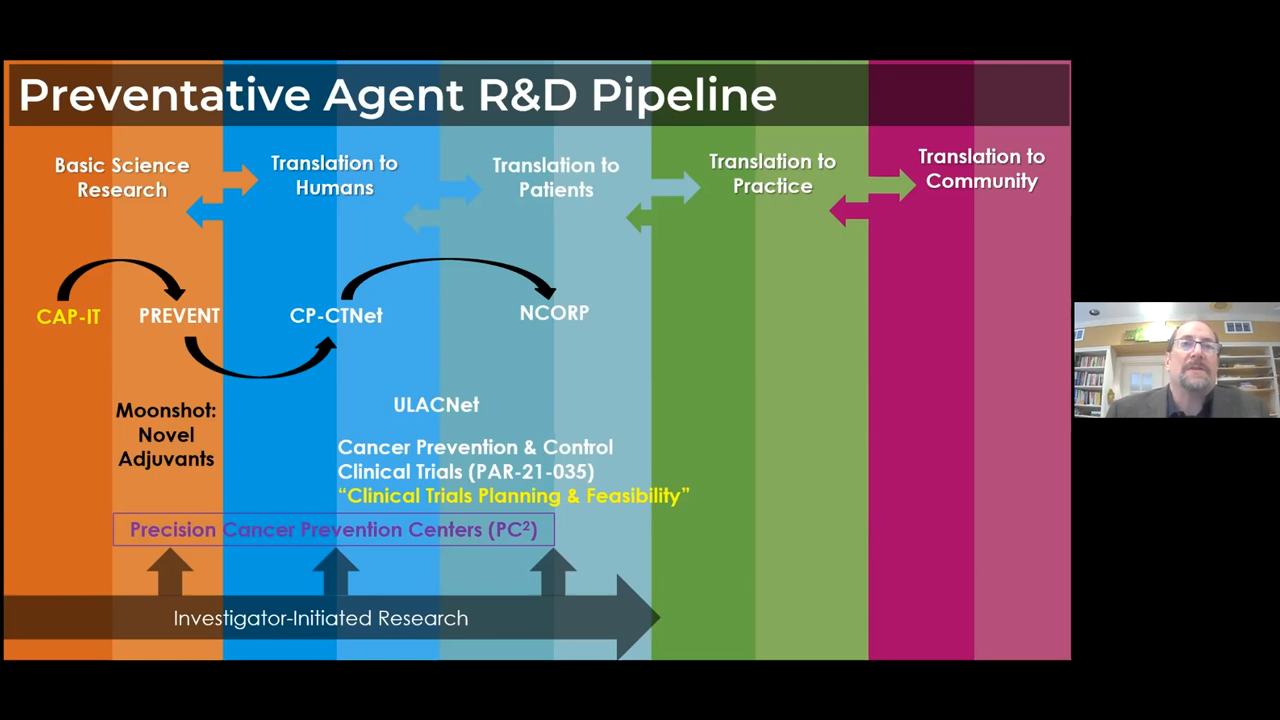 Preventative Agent R&D Pipeline
Basic Science
Research
Translation to
Humans
Translation to
Patients
Translation to
Practice
Translation to
Community
CAP-IT
PREVENT
CP-CTNet
NCORP
Moonshot:
Novel
Adjuvants
ULACNet
Cancer Prevention & Control
Clinical Trials (PAR-21-035)
“Clinical Trials Planning & Feasibility”
Precision Cancer Prevention Centers (PC²)
Investigator-Initiated Research